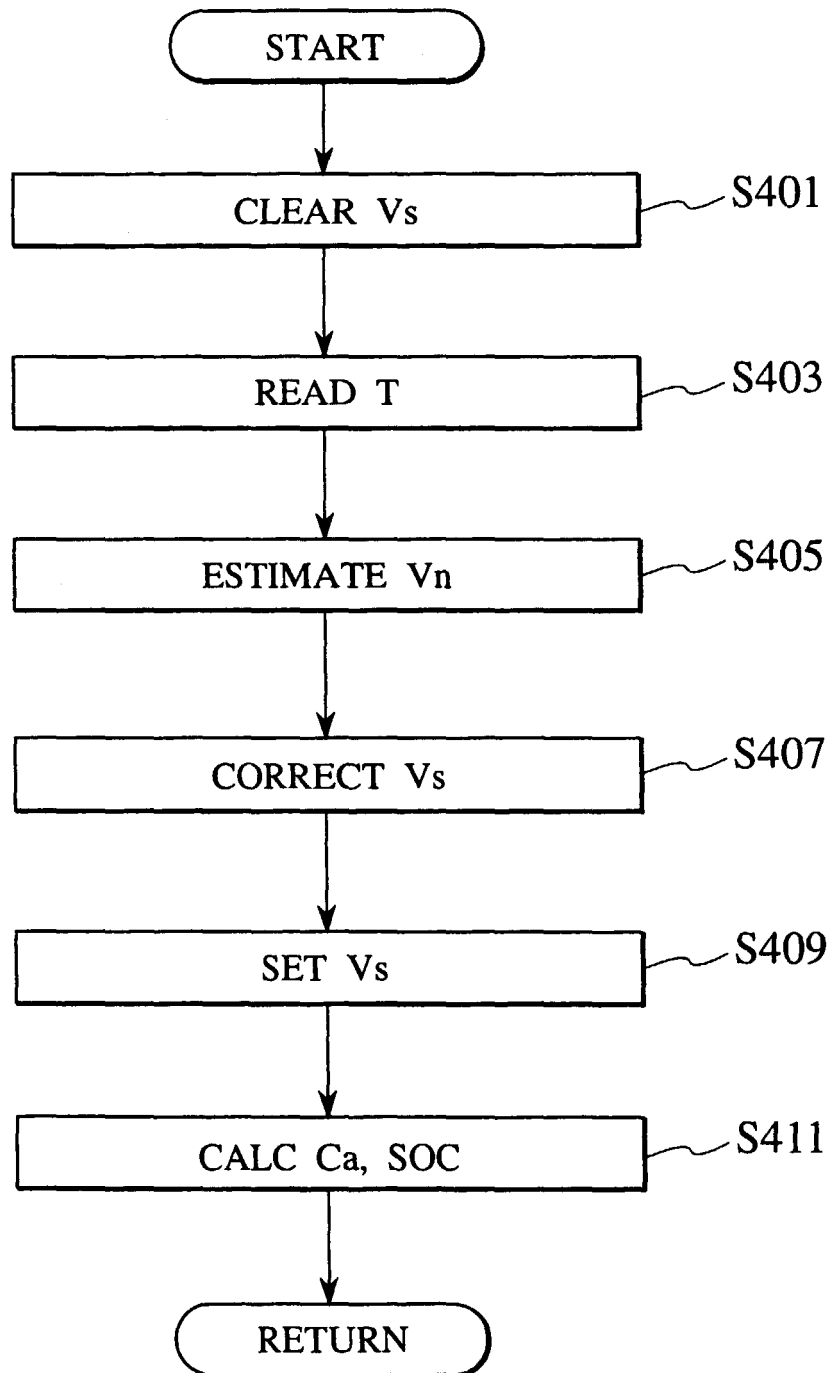 START
CLEAR Vs
S401
READ T
S403
ESTIMATE Vn
S405
CORRECT Vs
S407
SET Vs
S409
CALC Ca, SOC
S411
RETURN